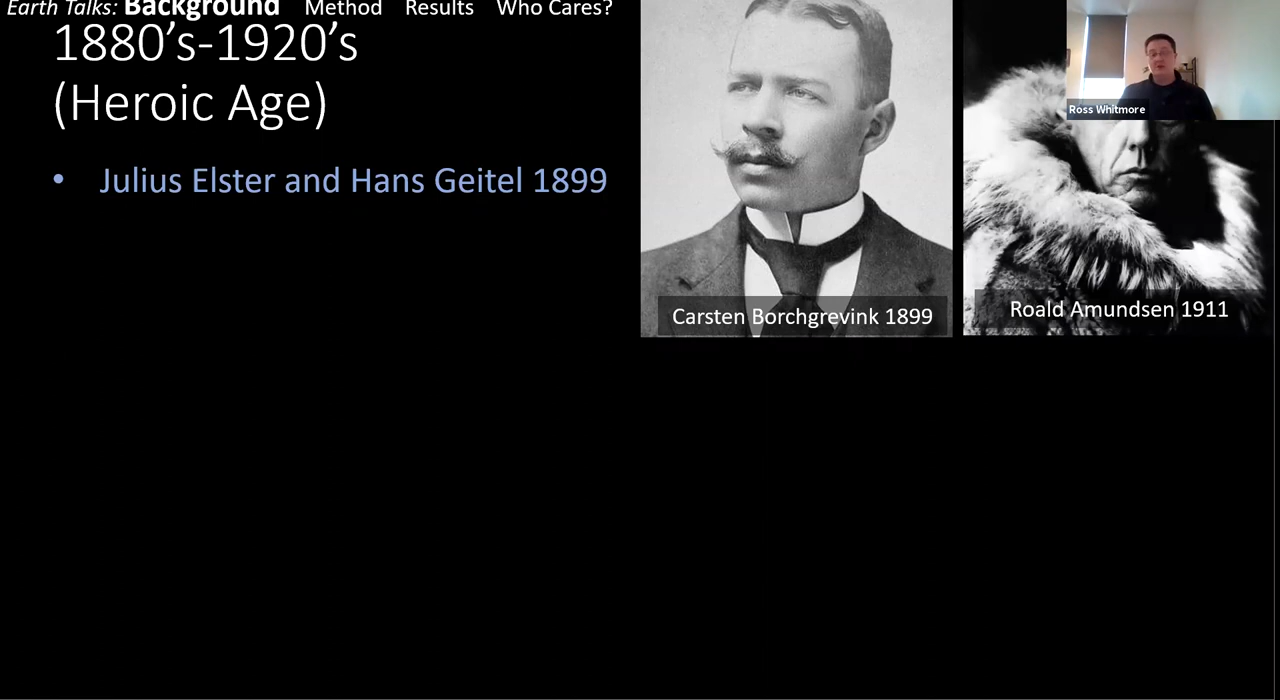 Earth Talks: Background Method Results Who Cares?
1880’s-1920’s
(Heroic Age)
• Julius Elster and Hans Geitel 1899
Carsten Borchgrevink 1899
Roald Amundsen 1911
Ross Whitmore